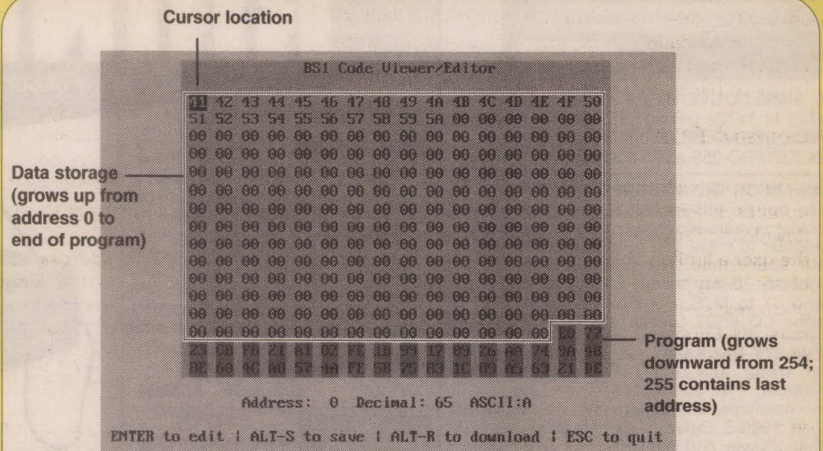 Cursor location
BS1 Code Viewer/Editor
41 42 43 44 45 46 47 48 49 4A 4B 4C 4D 4E 4F 50
51 52 53 54 55 56 57 58 59 5A 00 00 00 00 00 00
00 00 00 00 00 00 00 00 00 00 00 00 00 00 00 00
00 00 00 00 00 00 00 00 00 00 00 00 00 00 00 00
00 00 00 00 00 00 00 00 00 00 00 00 00 00 00 00
00 00 00 00 00 00 00 00 00 00 00 00 00 00 00 00
00 00 00 00 00 00 00 00 00 00 00 00 00 00 00 00
00 00 00 00 00 00 00 00 00 00 00 00 00 00 00 00
00 00 00 00 00 00 00 00 00 00 00 00 00 00 00 00
00 00 00 00 00 00 00 00 00 00 00 00 00 00 00 00
00 00 00 00 00 00 00 00 00 00 00 00 00 00 00 00
00 00 00 00 00 00 00 00 00 00 00 00 00 00 00 00
00 00 00 00 00 00 00 00 00 00 00 00 00 00 00 00
00 00 00 00 00 00 00 00 00 00 00 00 00 00 77
23 21 02 99 17 74
4C 52 4A 75 63 21
Data storage
(grows up from
address 0 to
end of program)
Program (grows
downward from 254;
255 contains last
address)
Address: 0 Decimal: 65 ASCII:A
ENTER to edit | ALT-S to save | ALT-R to download | ESC to quit